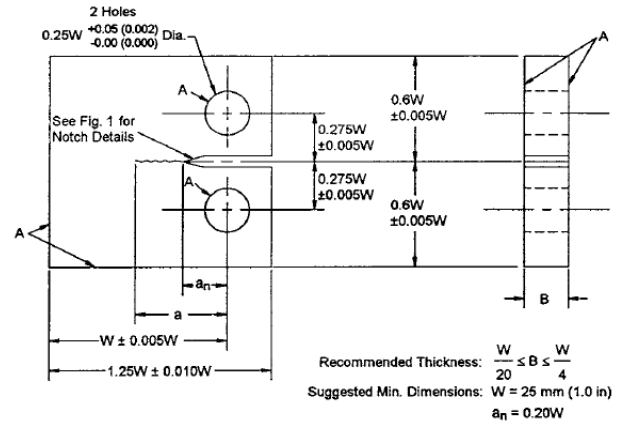 2 Holes
0.25W +0.05 (0.002) -0.00 (0.000) Dia.
A
A
See Fig. 1 for
Notch Details
0.6W
±0.005W
0.275W
±0.005W
A
0.275W
±0.005W
0.6W
±0.005W
A
an
B
a
W ± 0.005W
1.25W ± 0.010W
Recommended Thickness: W/20 ≤ B ≤ W/4
Suggested Min. Dimensions: W = 25 mm (1.0 in)
an = 0.20W